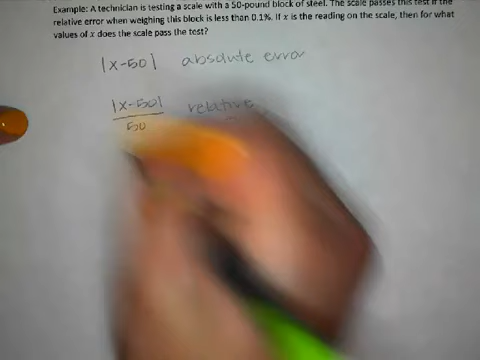 Example: A technician is testing a scale with a 50-pound block of steel. The scale passes this test if the
relative error when weighing this block is less than 0.1%. If x is the reading on the scale, then for what
values of x does the scale pass the test?
|x-50| absolute error
|x-50|
50
relative